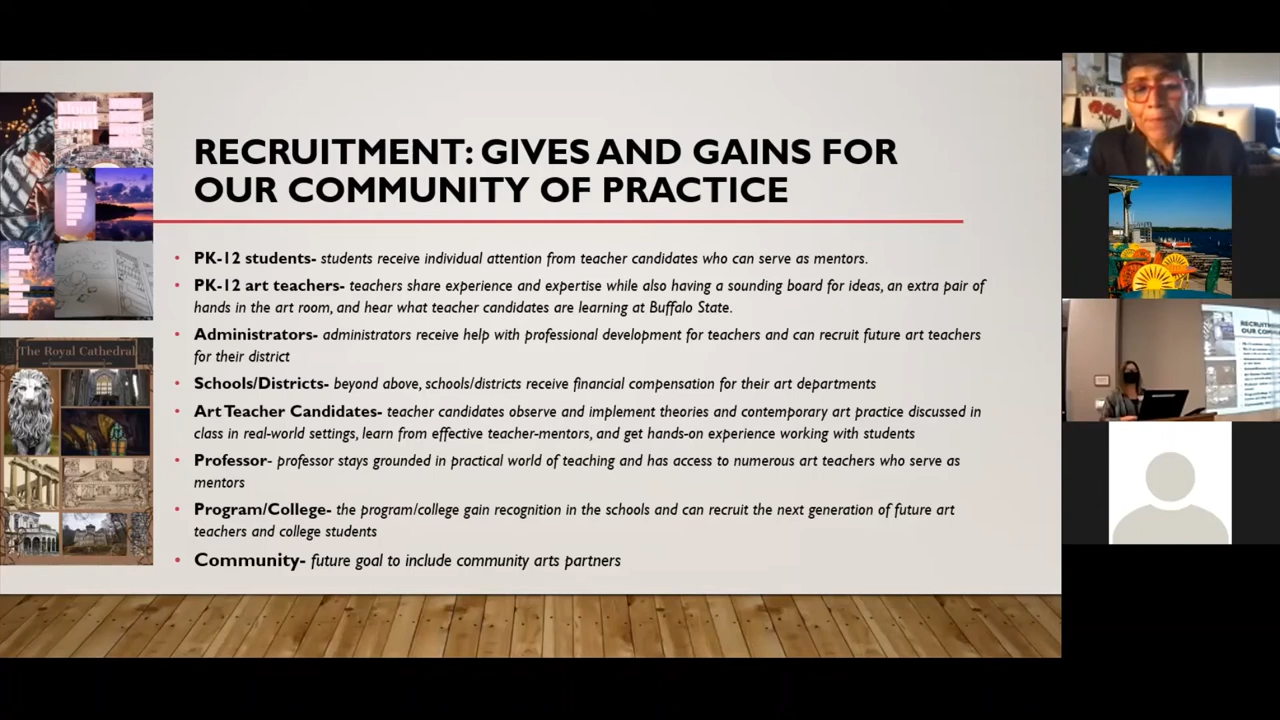 RECRUITMENT: GIVES AND GAINS FOR
OUR COMMUNITY OF PRACTICE
• PK-12 students- students receive individual attention from teacher candidates who can serve as mentors.
• PK-12 art teachers- teachers share experience and expertise while also having a sounding board for ideas, an extra pair of
hands in the art room, and hear what teacher candidates are learning at Buffalo State.
• Administrators- administrators receive help with professional development for teachers and can recruit future art teachers
for their district
• Schools/Districts- beyond above, schools/districts receive financial compensation for their art departments
• Art Teacher Candidates- teacher candidates observe and implement theories and contemporary art practice discussed in
class in real-world settings, learn from effective teacher-mentors, and get hands-on experience working with students
• Professor- professor stays grounded in practical world of teaching and has access to numerous art teachers who serve as
mentors
• Program/College- the program/college gain recognition in the schools and can recruit the next generation of future art
teachers and college students
• Community- future goal to include community arts partners
The Royal Cathedral
RECRUITMENT
OUR COMMU